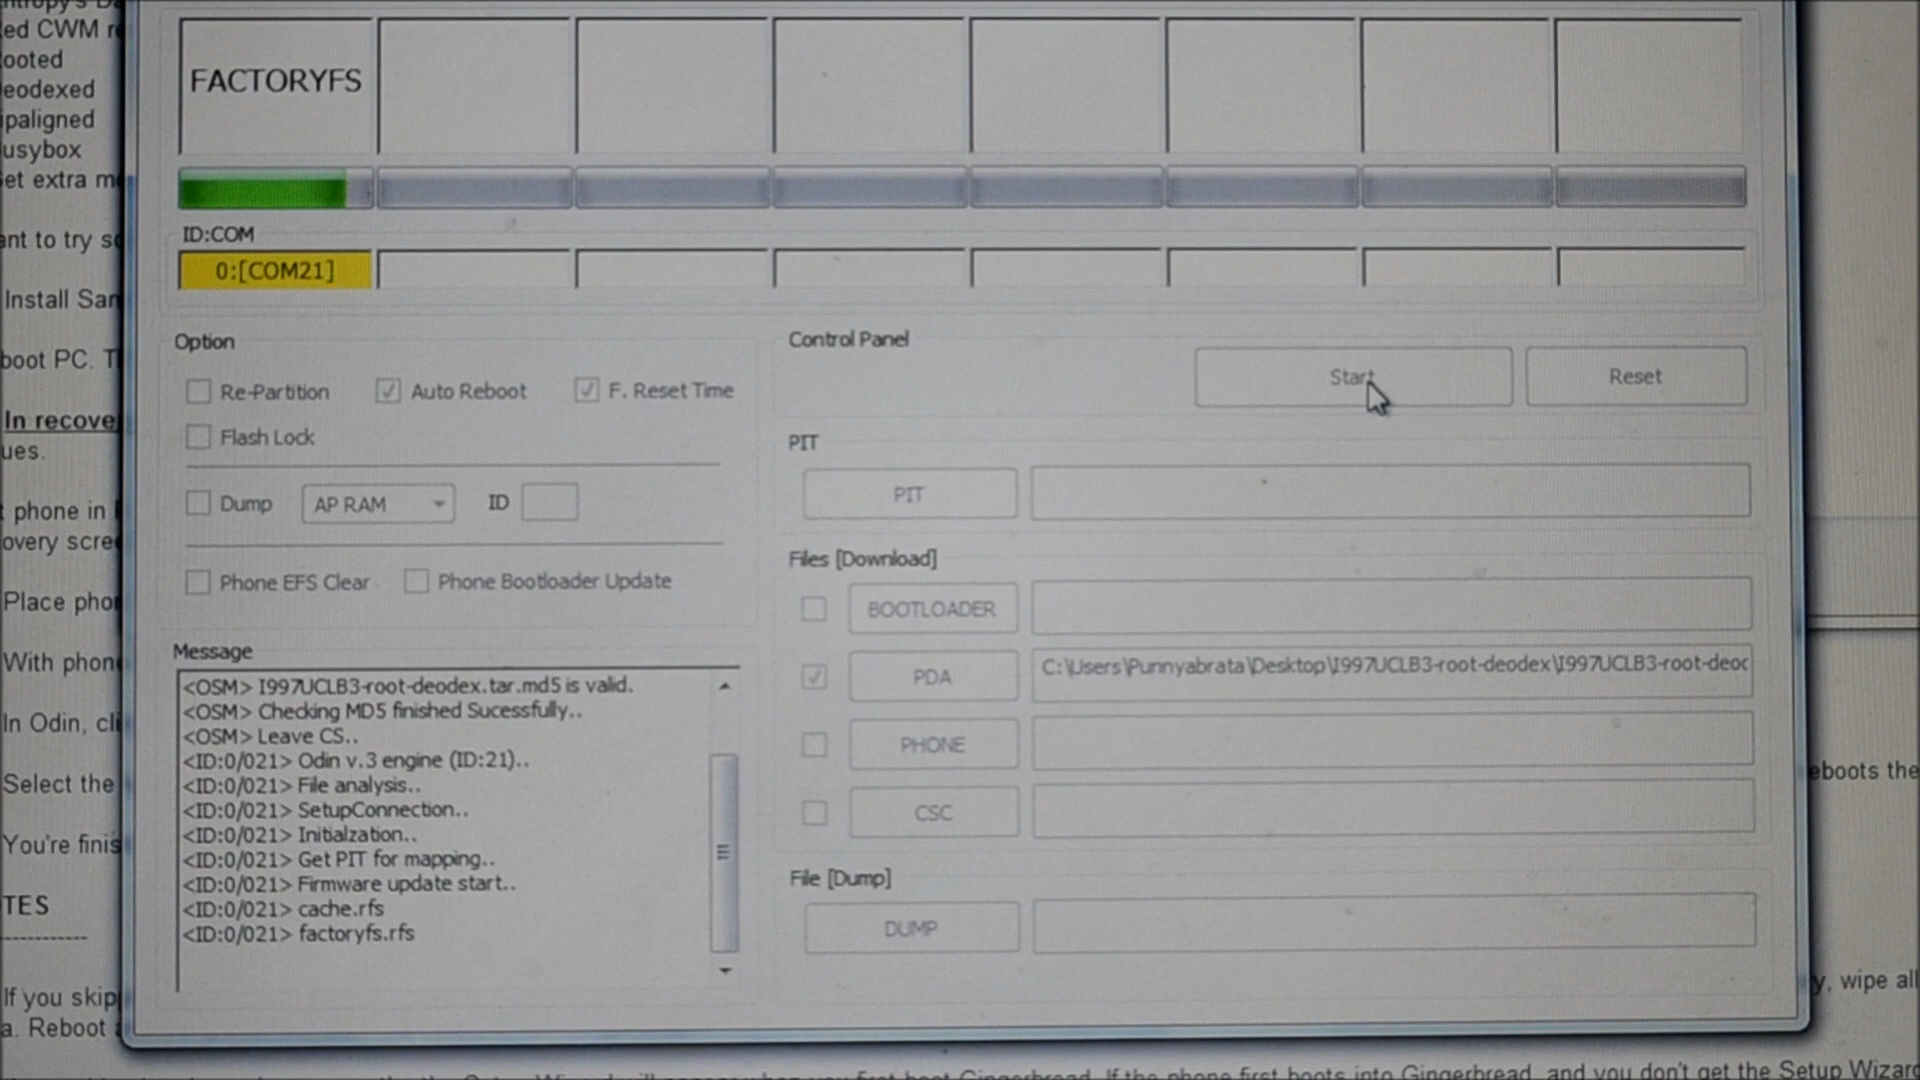 ed CWM
ooted
eodexed
ipaligned
usybox
et extra
ant to try
Install
boot PC.
In recove
ues.
phone in
overy scre
Place
With
In Odin,
Select the
You're
TES
-----------
If you skip
a. Reboot
FACTORYFS
ID:COM
0:[COM21]
Option
Re-Partition Auto Reboot F. Reset Time
Flash Lock
Dump AP RAM ID
Phone EFS Clear Phone Bootloader Update
Message
<OSM> I997UCLB3-root-deodex.tar.md5 is valid.
<OSM> Checking MD5 finished Sucessfully..
<OSM> Leave CS..
<ID:0/021> Odin v.3 engine (ID:21)..
<ID:0/021> File analysis..
<ID:0/021> SetupConnection..
<ID:0/021> Initialzation..
<ID:0/021> Get PIT for mapping..
<ID:0/021> Firmware update start..
<ID:0/021> cache.rfs
<ID:0/021> factoryfs.rfs
Control Panel
Start Reset
PIT
PIT
Files [Download]
BOOTLOADER
PDA C:\Users\Punnyabrata\Desktop\I997UCLB3-root-deodex\I997UCLB3-root-deoc
PHONE
CSC
File [Dump]
DUMP
eboots the
y, wipe all
first boot Gingerbread. If the phone first boots into Gingerbread, and you don't get the Setup Wizard